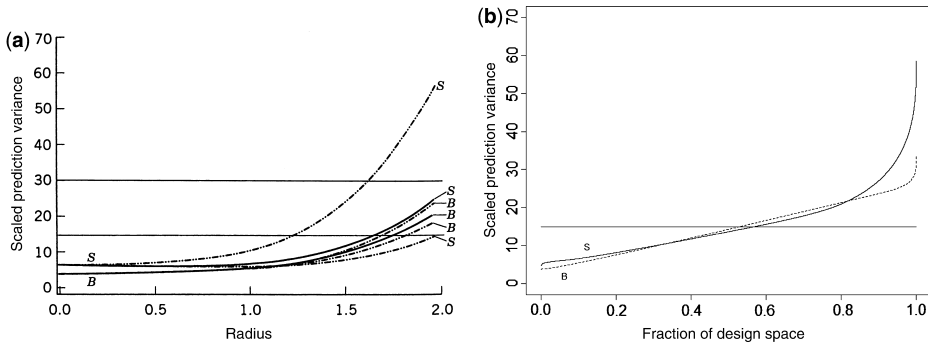 (a)
Scaled prediction variance
70
60
50
40
30
20
10
0
S
S
B
B
B
S
S
B
0.0 0.5 1.0 1.5 2.0
Radius
(b)
Scaled prediction variance
70
60
50
40
30
20
10
0
S
B
0.0 0.2 0.4 0.6 0.8 1.0
Fraction of design space